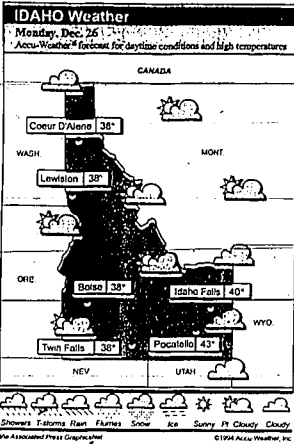 IDAHO Weather
Monday, Dec. 26
Accu-Weather® forecast for daytime conditions and high temperatures
CANADA
Coeur D'Alene 36°
WASH.
MONT.
Lewiston 38°
ORE.
Boise 38°
Idaho Falls 40°
WYO.
Twin Falls 38°
Pocatello 43°
NEV.
UTAH
Showers T-storms Rain Flurries Snow Ice Sunny Pt. Cloudy Cloudy
Via Associated Press GraphicsNet
©1994 Accu-Weather, Inc.